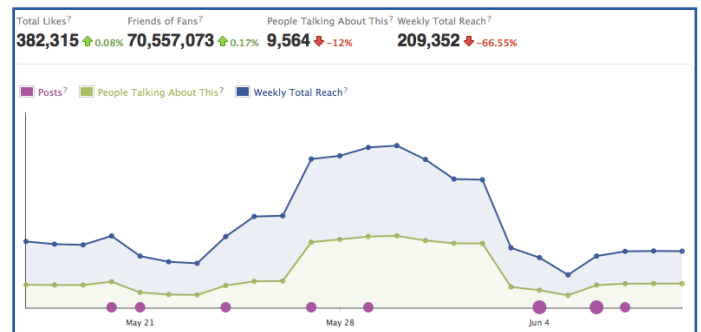 Total Likes? Friends of Fans? People Talking About This? Weekly Total Reach?
382,315 0.08% 70,557,073 0.17% 9,564 -12% 209,352 -66.55%
Posts? People Talking About This? Weekly Total Reach?
May 21 May 28 Jun 4